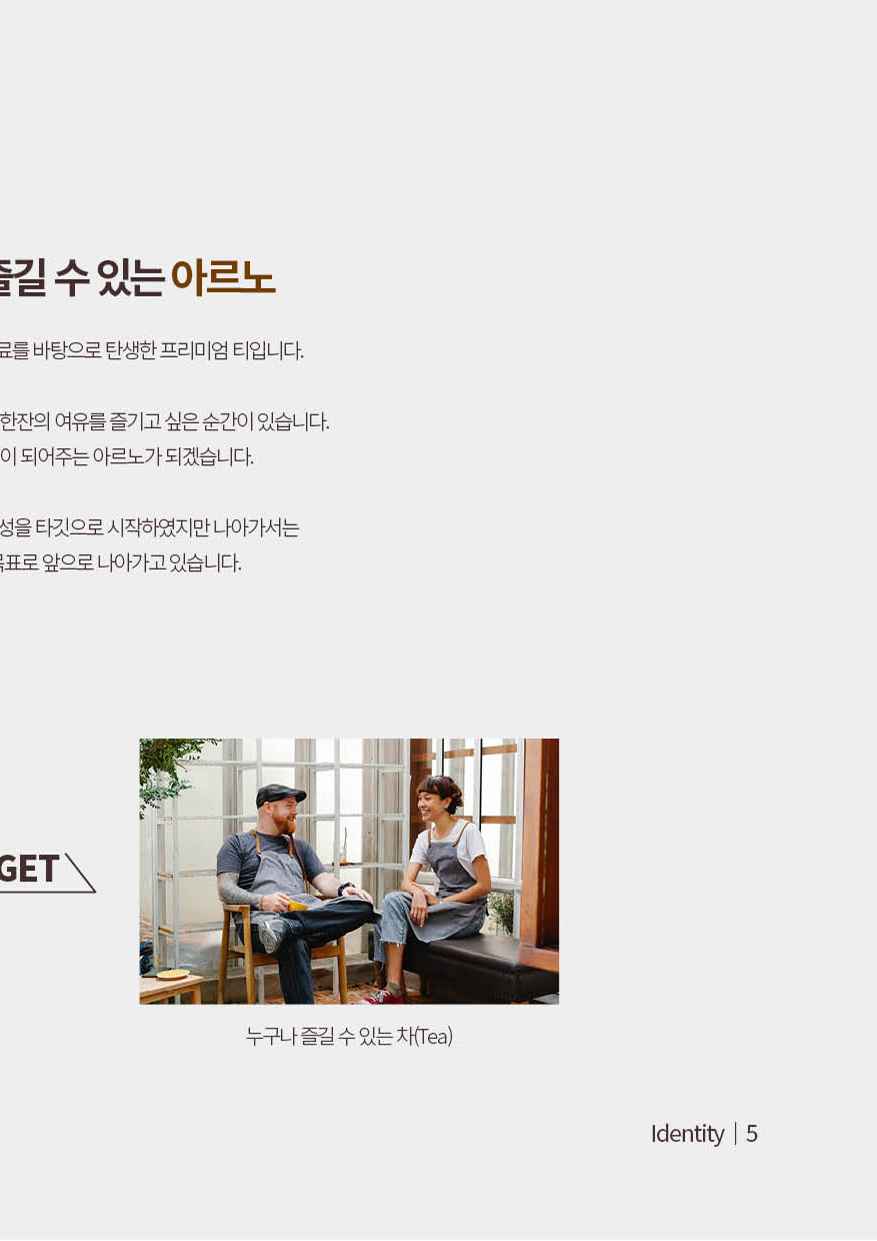 즐길 수 있는 아르노
료를 바탕으로 탄생한 프리미엄 티입니다.
한잔의 여유를 즐기고 싶은 순간이 있습니다.
이 되어주는 아르노가 되겠습니다.
성을 타깃으로 시작하였지만 나아가서는
목표로 앞으로 나아가고 있습니다.
GET
누구나 즐길 수 있는 차(Tea)
Identity | 5